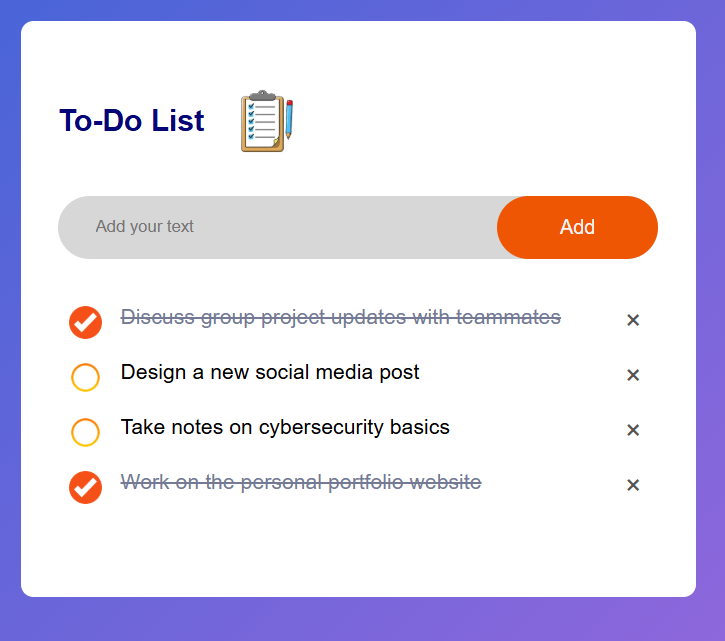 To-Do List
Add your text
Add
Discuss group project updates with teammates
×
Design a new social media post
×
Take notes on cybersecurity basics
×
Work on the personal portfolio website
×